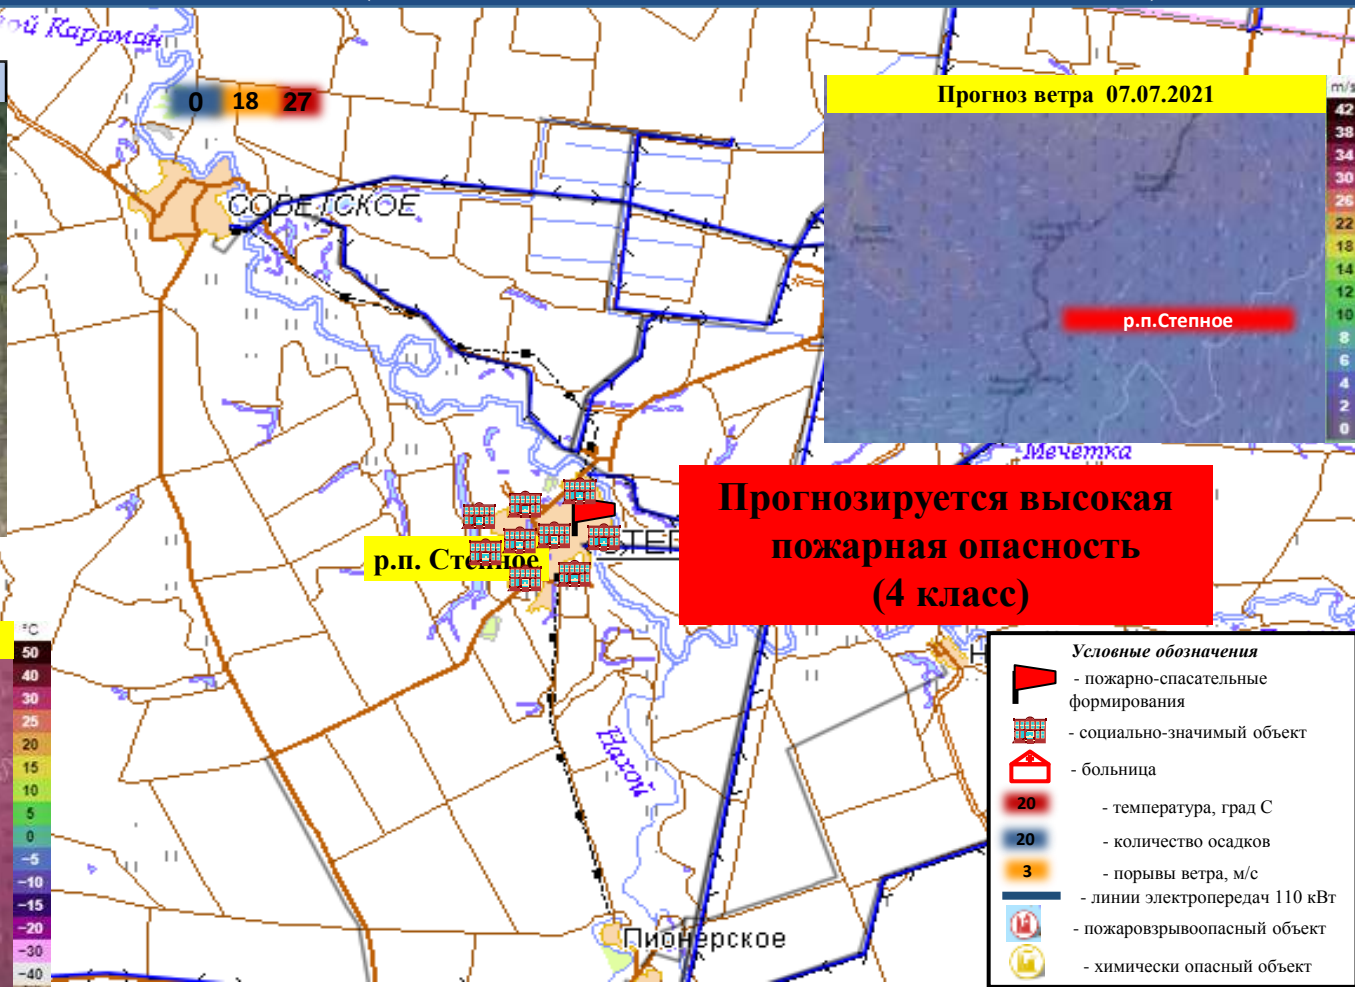 ой Караман
0 18 27
СОВЕТСКОЕ
Прогноз ветра 07.07.2021
m/s
42
38
34
30
26
22
18
14
12
10
8
6
4
2
0
р.п.Степное
Мечетка
Прогнозируется высокая
пожарная опасность
(4 класс)
р.п. Степное
СТЕП
Нахой
Пионерское
°C
50
40
30
25
20
15
10
5
0
−5
−10
−15
−20
−30
−40
Н
Условные обозначения
- пожарно-спасательные
формирования
- социально-значимый объект
- больница
20 - температура, град С
20 - количество осадков
3 - порывы ветра, м/с
- линии электропередач 110 кВт
- пожаровзрывоопасный объект
- химически опасный объект